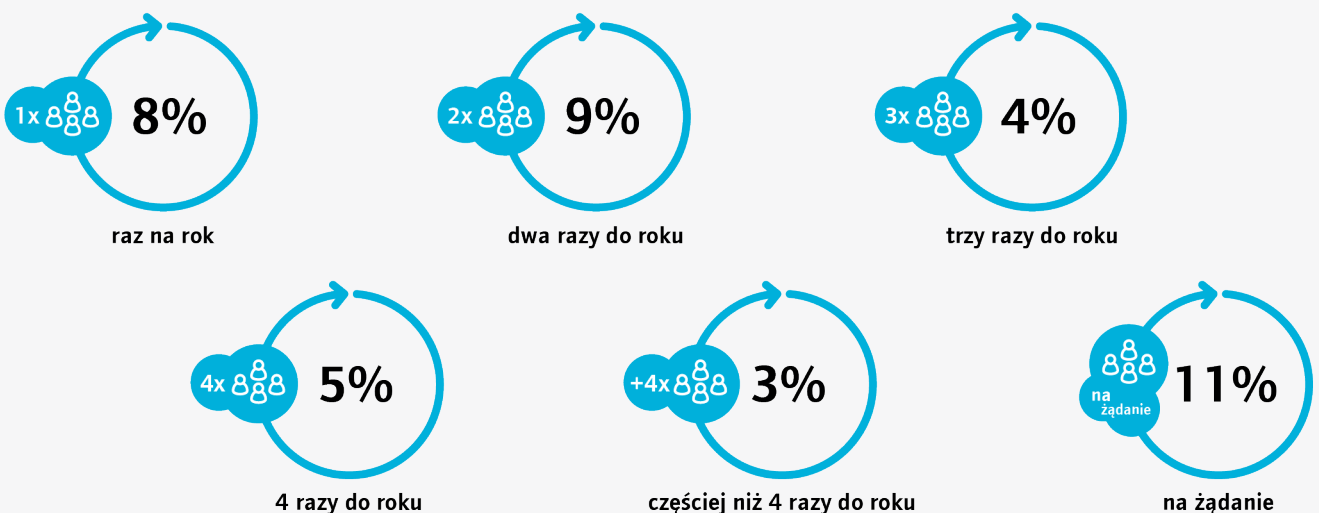 1x 8%
raz na rok
2x 9%
dwa razy do roku
3x 4%
trzy razy do roku
4x 5%
4 razy do roku
+4x 3%
częściej niż 4 razy do roku
na
żądanie
11%
na żądanie